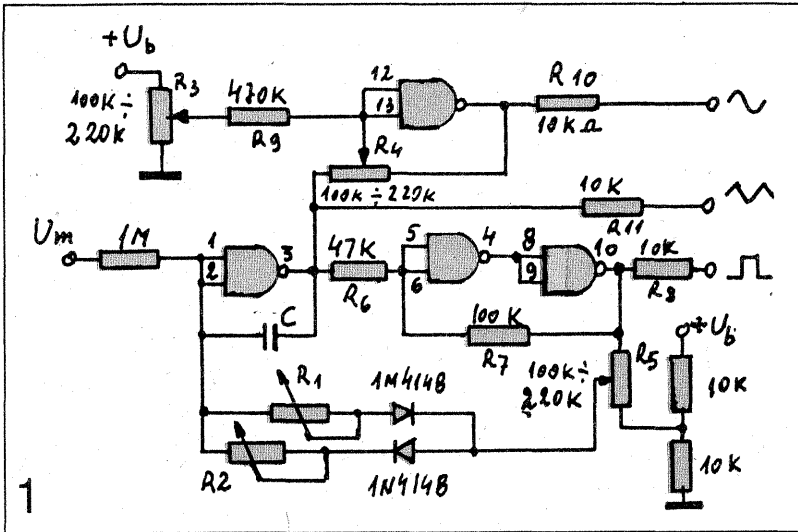 +Ub
R3
100K÷
220K
470K
R9
12
13
R4
100K÷220K
R10
10KΩ
10K
R11
Um
1M
1
2
3
47K
R6
5
6
4
8
9
10
10K
R8
C
100K
R7
+Ub
R5
100K÷
220K
10K
10K
R1
1N4148
R2
1N4148
1